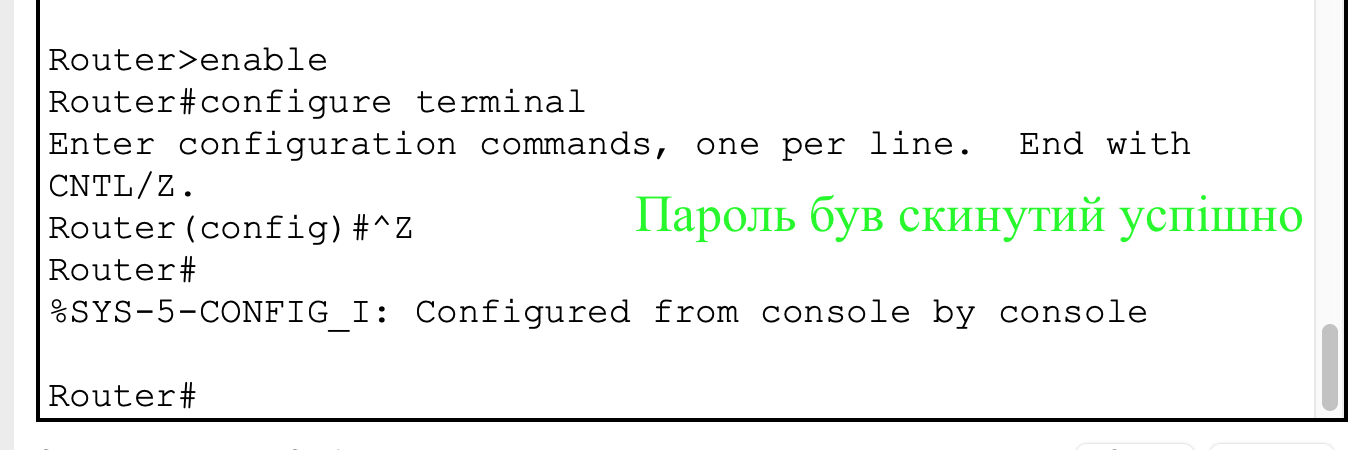 Router>enable
Router#configure terminal
Enter configuration commands, one per line.  End with
CNTL/Z.
Router(config)#^Z
Пароль був скинутий успішно
Router#
%SYS-5-CONFIG_I: Configured from console by console
Router#